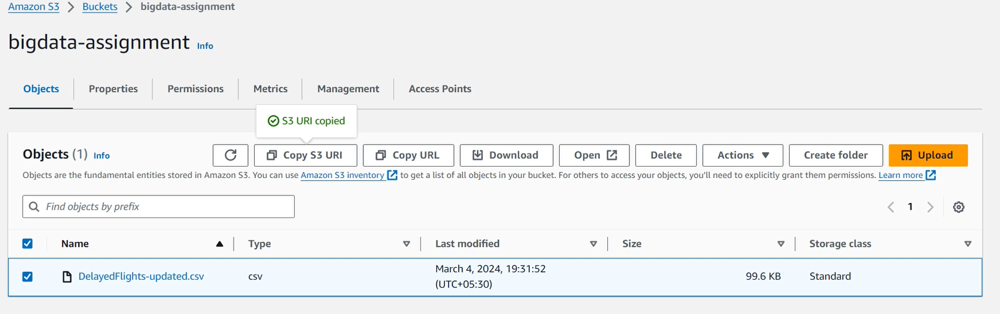 Amazon S3 > Buckets > bigdata-assignment
bigdata-assignment Info
Objects Properties Permissions Metrics Management Access Points
S3 URI copied
Objects (1) Info Copy S3 URI Copy URL Download Open Delete Actions Create folder Upload
Objects are the fundamental entities stored in Amazon S3. You can use Amazon S3 inventory to get a list of all objects in your bucket. For others to access your objects, you'll need to explicitly grant them permissions. Learn more
Find objects by prefix < 1 >
Name Type Last modified Size Storage class
DelayedFlights-updated.csv csv March 4, 2024, 19:31:52 99.6 KB Standard
(UTC+05:30)